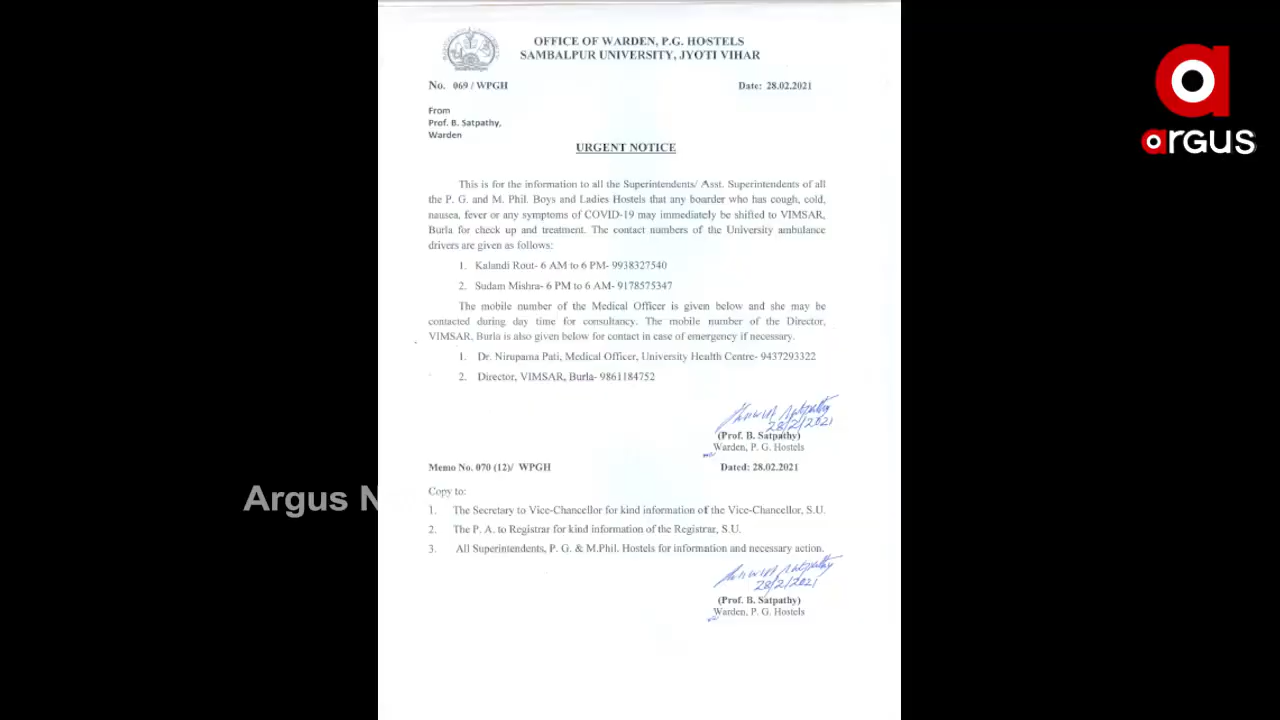 OFFICE OF WARDEN, P.G. HOSTELS
SAMBALPUR UNIVERSITY, JYOTI VIHAR
No. 069 / WPGH Date: 28.02.2021
From
Prof. B. Satpathy,
Warden
URGENT NOTICE
This is for the information to all the Superintendents/ Asst. Superintendents of all
the P. G. and M. Phil. Boys and Ladies Hostels that any boarder who has cough, cold,
nausea, fever or any symptoms of COVID-19 may immediately be shifted to VIMSAR,
Burla for check up and treatment. The contact numbers of the University ambulance
drivers are given as follows:
1. Kalandi Rout- 6 AM to 6 PM- 9938327540
2. Sudam Mishra- 6 PM to 6 AM- 9178575347
The mobile number of the Medical Officer is given below and she may be
contacted during day time for consultancy. The mobile number of the Director,
VIMSAR, Burla is also given below for contact in case of emergency if necessary.
1. Dr. Nirupama Pati, Medical Officer, University Health Centre- 9437293322
2. Director, VIMSAR, Burla- 9861184752
Satpathy
28/2/2021
(Prof. B. Satpathy)
Warden, P. G. Hostels
Memo No. 070 (12)/ WPGH Dated: 28.02.2021
Copy to:
1. The Secretary to Vice-Chancellor for kind information of the Vice-Chancellor, S.U.
2. The P. A. to Registrar for kind information of the Registrar, S.U.
3. All Superintendents, P. G. & M.Phil. Hostels for information and necessary action.
Satpathy
28/2/2021
(Prof. B. Satpathy)
Warden, P. G. Hostels
argus
Argus N